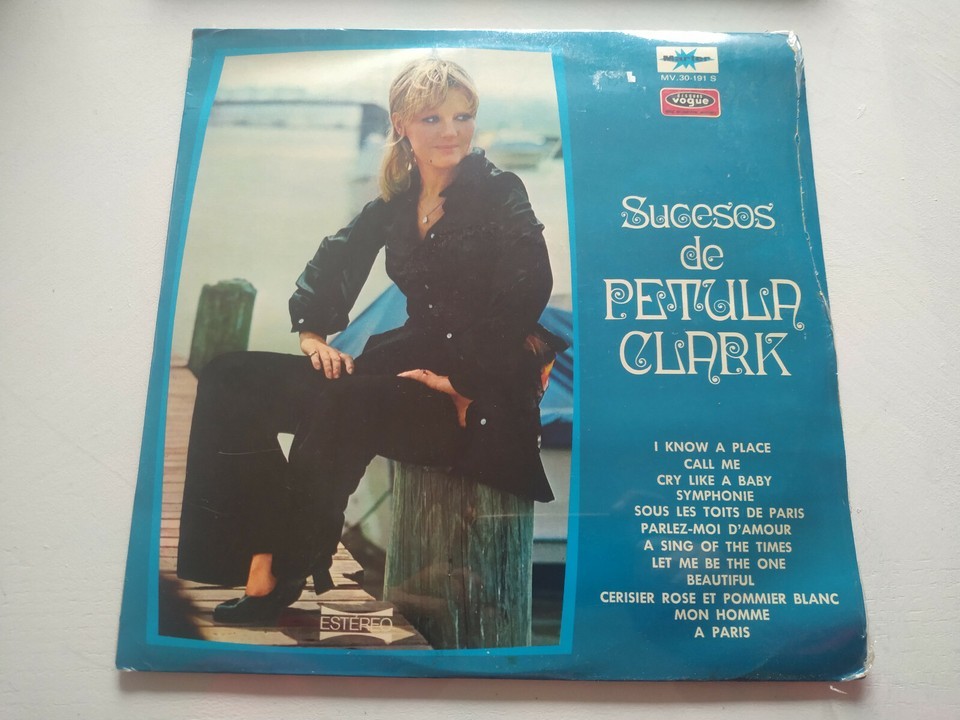 Marfer
MV.30-191 S
DISQUES
vogue
Sucesos
de
PETULA
CLARK
I KNOW A PLACE
CALL ME
CRY LIKE A BABY
SYMPHONIE
SOUS LES TOITS DE PARIS
PARLEZ-MOI D'AMOUR
A SING OF THE TIMES
LET ME BE THE ONE
BEAUTIFUL
CERISIER ROSE ET POMMIER BLANC
MON HOMME
A PARIS
ESTEREO